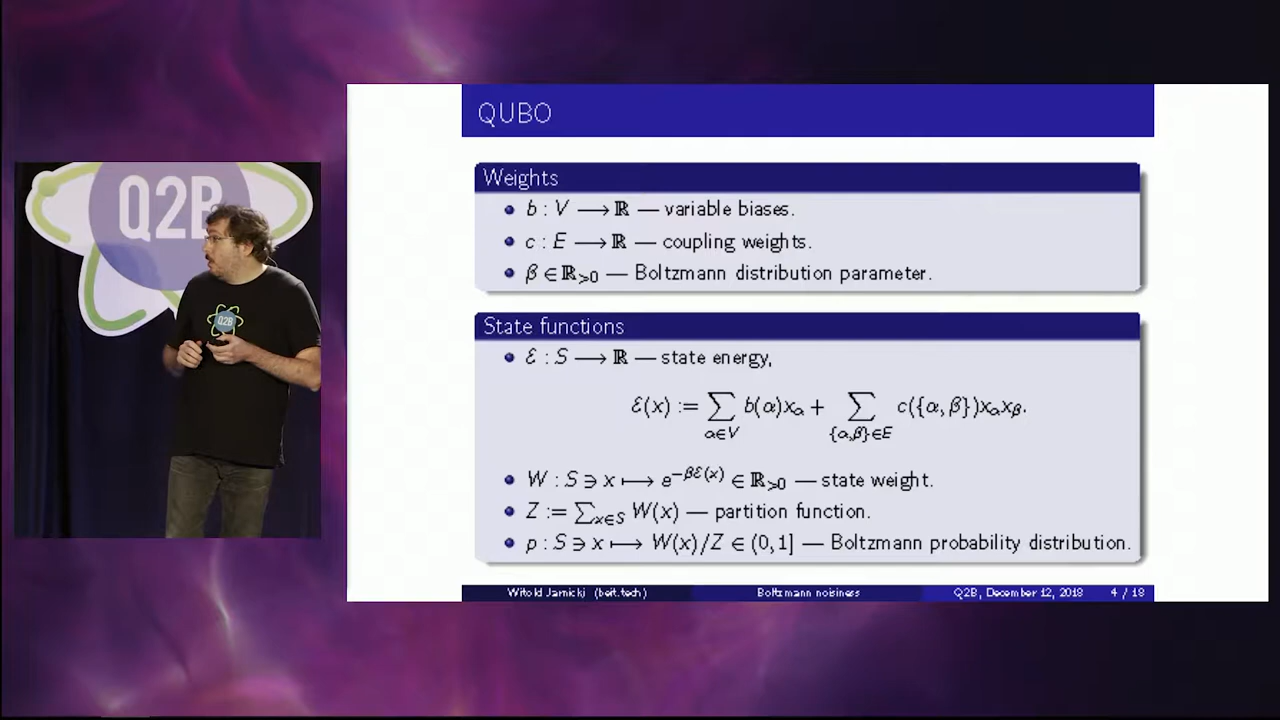 Q2B
Q2B
QUBO
Weights
b : V ⟶ ℝ — variable biases.
c : E ⟶ ℝ — coupling weights.
β ∈ ℝ>0 — Boltzmann distribution parameter.
State functions
ℰ : S ⟶ ℝ — state energy,
ℰ(x) := ∑α∈V b(α)xα + ∑{α,β}∈E c({α, β})xαxβ.
W : S ∋ x ⟼ e^−βℰ(x) ∈ ℝ>0 — state weight.
Z := ∑x∈S W(x) — partition function.
p : S ∋ x ⟼ W(x)/Z ∈ (0, 1] — Boltzmann probability distribution.
Witold Jarnicki (beit.tech) Boltzmann noisiness Q2B, December 12, 2018 4 / 18